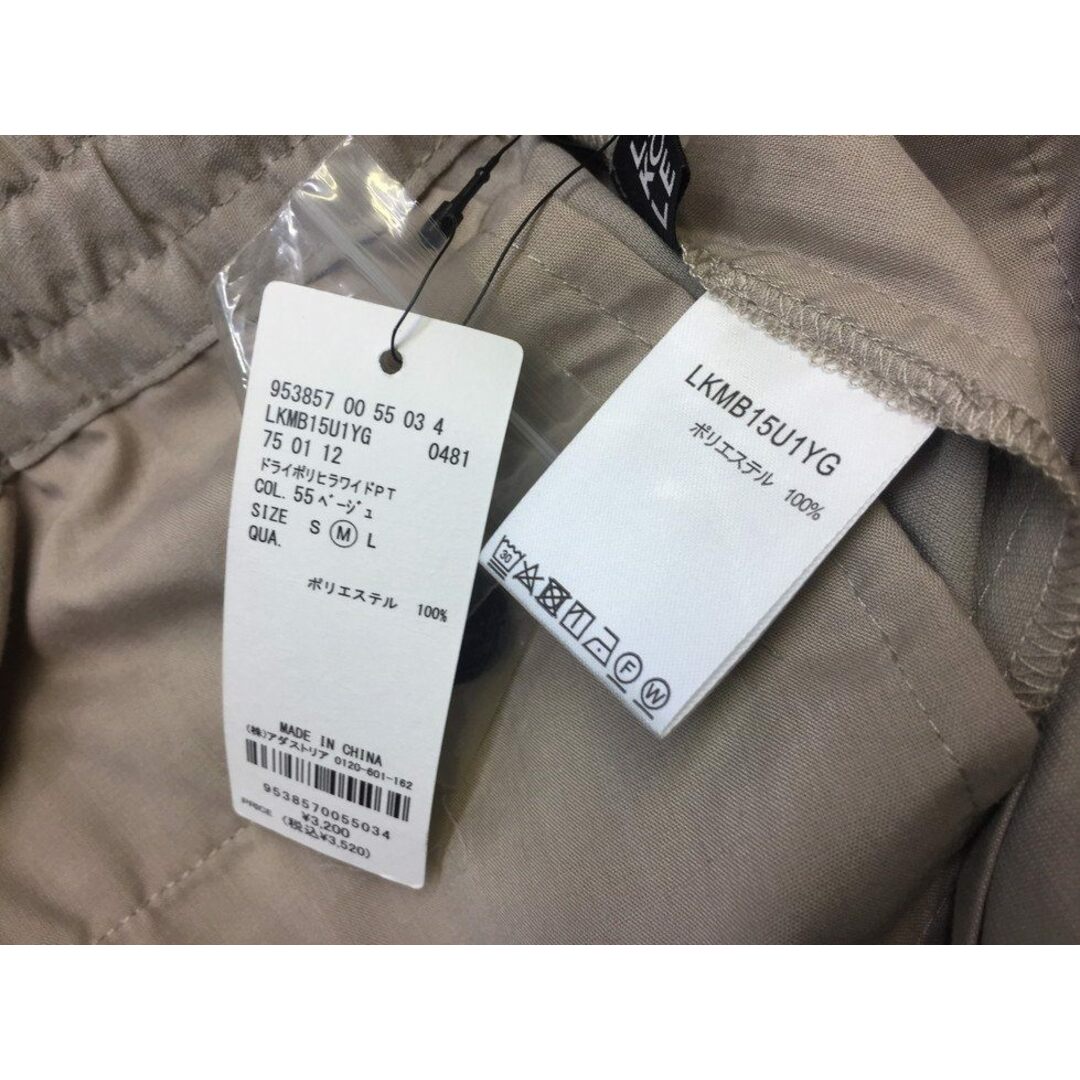 953857 00 55 03 4
LKMB15U1YG 0481
75 01 12
ドライポリヒラワイドPT
COL. 55ベージュ
SIZE S M L
QUA.
ポリエステル 100%
MADE IN CHINA
(株)アダストリア 0120-601-162
9538570055034
PRICE ¥3,200
(税込¥3,520)
LKMB15U1YG
ポリエステル 100%
30
F
W